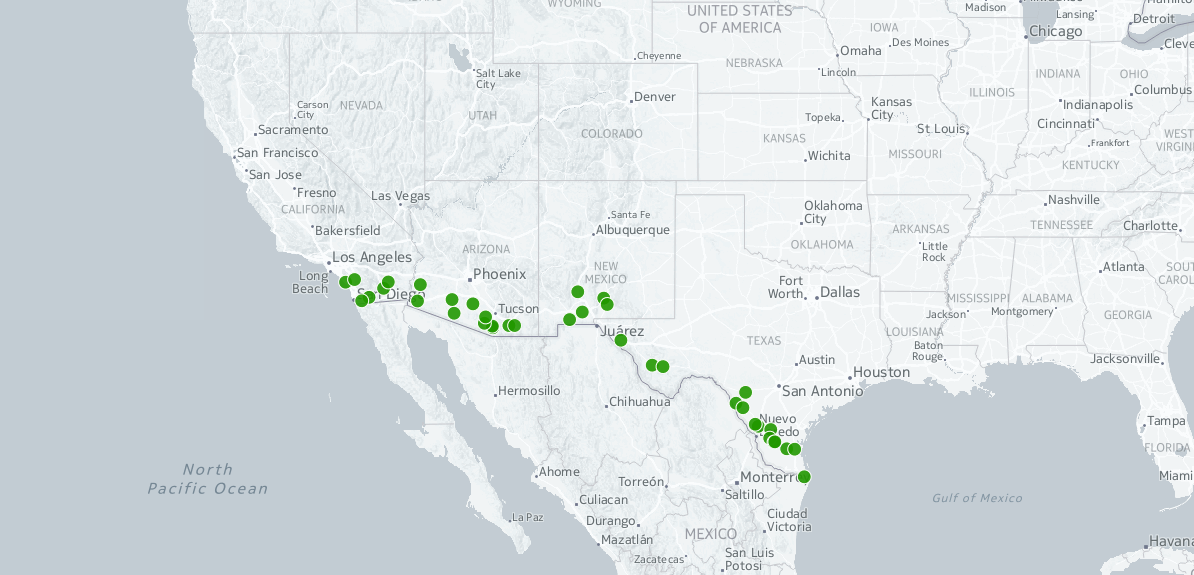 WYOMING
UNITED STATES
OF AMERICA
Madison
Lansing
Detroit
Chicago
IOWA
Des Moines
Omaha
Cheyenne
NEBRASKA
Lincoln
Salt Lake
City
INDIANA
OHIO
ILLINOIS
Columbus
Denver
Indianapolis
Carson
City
NEVADA
UTAH
Kansas
City
Topeka
Cincinnati
St Louis
Sacramento
COLORADO
KANSAS
Frankfort
WEST
San Francisco
Wichita
MISSOURI
KENTUCKY
San Jose
Fresno
Las Vegas
Nashville
CALIFORNIA
Santa Fe
Oklahoma
City
Bakersfield
Albuquerque
ARKANSAS
TENNESSEE
Charlotte
ARIZONA
OKLAHOMA
Little
Rock
Los Angeles
NEW
MEXICO
Atlanta
Phoenix
Long
Beach
Fort
Worth
Dallas
San Diego
MISSISSIPPI
ALABAMA
Tucson
Jackson
Montgomery
GEORGIA
Juárez
TEXAS
LOUISIANA
Baton
Rouge
Austin
Jacksonville
Houston
Hermosillo
San Antonio
Chihuahua
Nuevo
Tampa
FLORIDA
North
Pacific Ocean
Ahome
Torreón
Saltillo
Miami
Culiacan
Gulf of Mexico
La Paz
Durango
Ciudad
Victoria
Mazatlán
MEXICO
Zacatecas
San Luis
Potosi
Havana